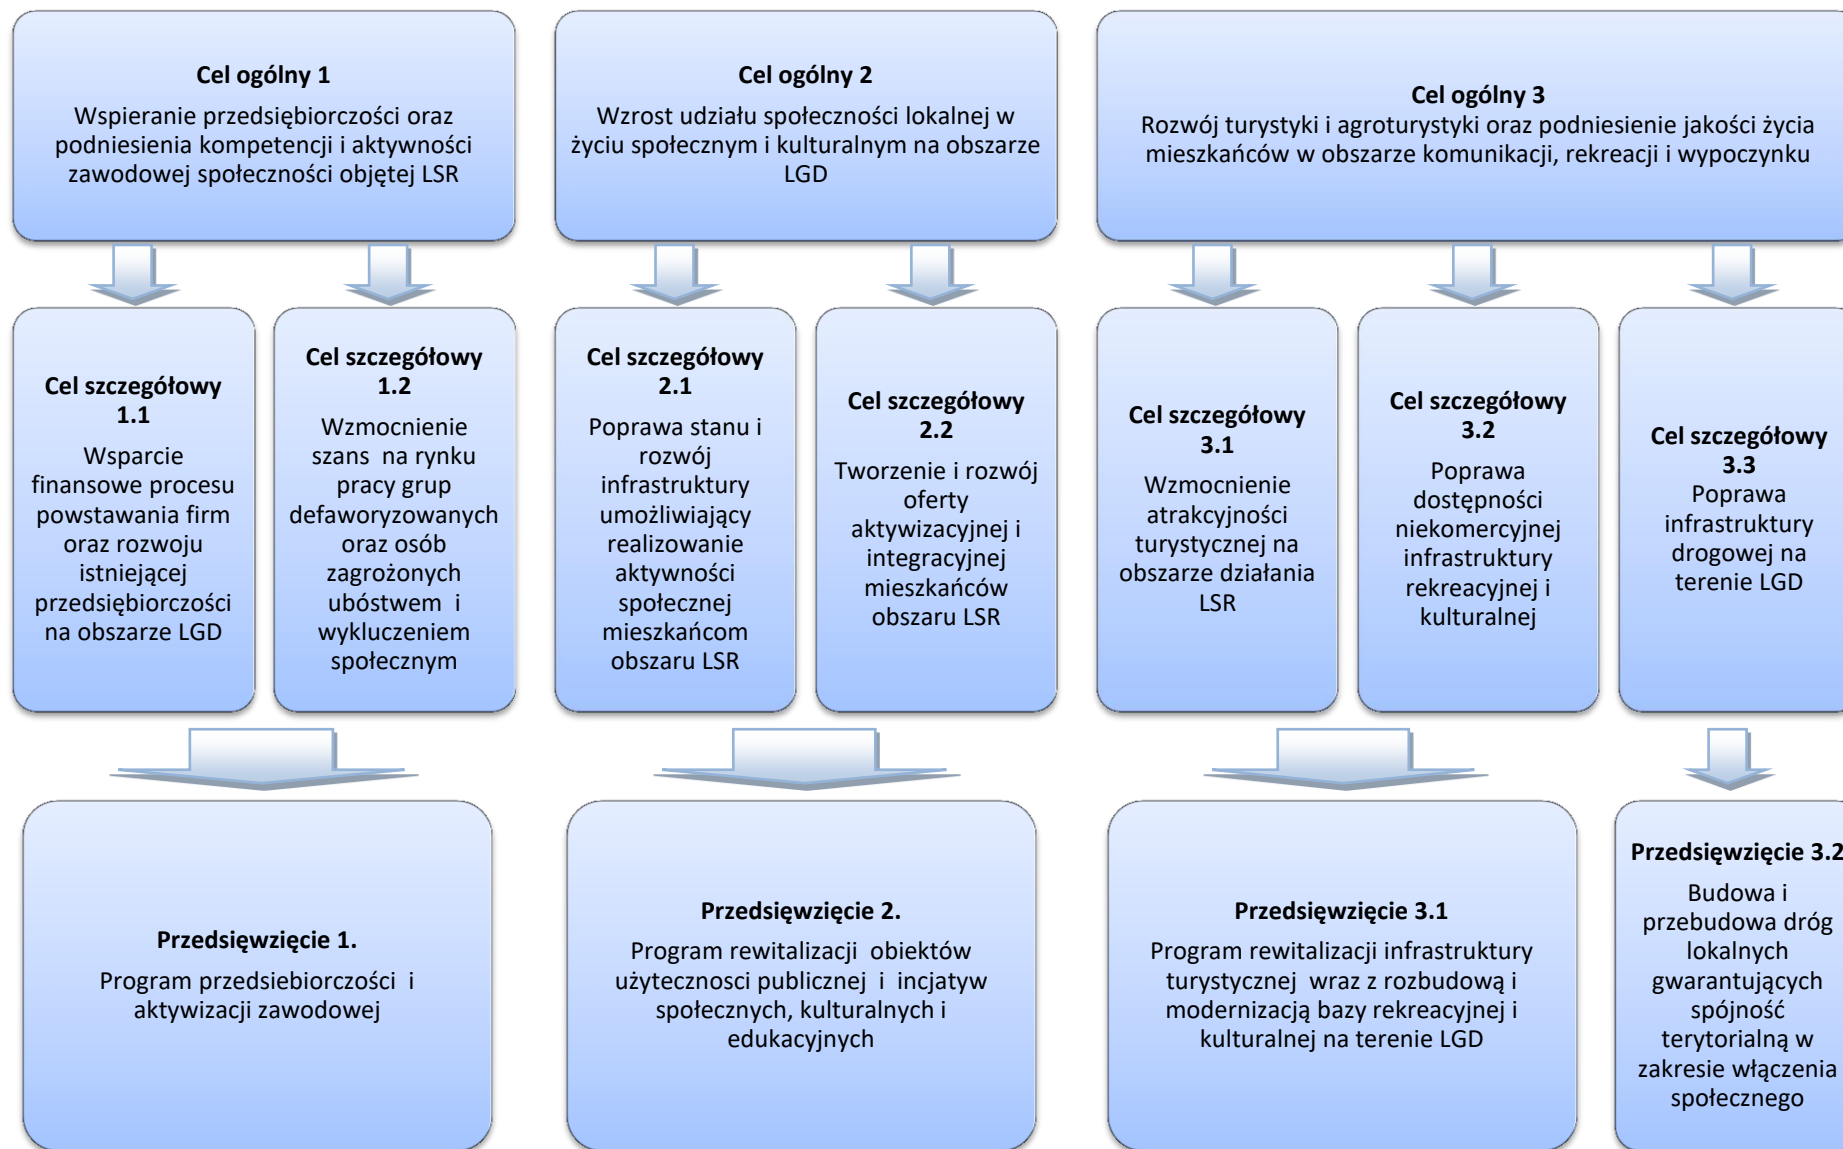 Cel ogólny 1
Wspieranie przedsiębiorczości oraz
podniesienia kompetencji i aktywności
zawodowej społeczności objętej LSR
Cel ogólny 2
Wzrost udziału społeczności lokalnej w
życiu społecznym i kulturalnym na obszarze
LGD
Cel ogólny 3
Rozwój turystyki i agroturystyki oraz podniesienie jakości życia
mieszkańców w obszarze komunikacji, rekreacji i wypoczynku
Cel szczegółowy
1.1
Wsparcie
finansowe procesu
powstawania firm
oraz rozwoju
istniejącej
przedsiębiorczości
na obszarze LGD
Cel szczegółowy
1.2
Wzmocnienie
szans na rynku
pracy grup
defaworyzowanych
oraz osób
zagrożonych
ubóstwem i
wykluczeniem
społecznym
Cel szczegółowy
2.1
Poprawa stanu i
rozwój
infrastruktury
umożliwiający
realizowanie
aktywności
społecznej
mieszkańcom
obszaru LSR
Cel szczegółowy
2.2
Tworzenie i rozwój
oferty
aktywizacyjnej i
integracyjnej
mieszkańców
obszaru LSR
Cel szczegółowy
3.1
Wzmocnienie
atrakcyjności
turystycznej na
obszarze działania
LSR
Cel szczegółowy
3.2
Poprawa
dostępności
niekomercyjnej
infrastruktury
rekreacyjnej i
kulturalnej
Cel szczegółowy
3.3
Poprawa
infrastruktury
drogowej na
terenie LGD
Przedsięwzięcie 1.
Program przedsiebiorczości i
aktywizacji zawodowej
Przedsięwzięcie 2.
Program rewitalizacji obiektów
użytecznosci publicznej i incjatyw
społecznych, kulturalnych i
edukacyjnych
Przedsięwzięcie 3.1
Program rewitalizacji infrastruktury
turystycznej wraz z rozbudową i
modernizacją bazy rekreacyjnej i
kulturalnej na terenie LGD
Przedsięwzięcie 3.2
Budowa i
przebudowa dróg
lokalnych
gwarantujących
spójność
terytorialną w
zakresie włączenia
społecznego